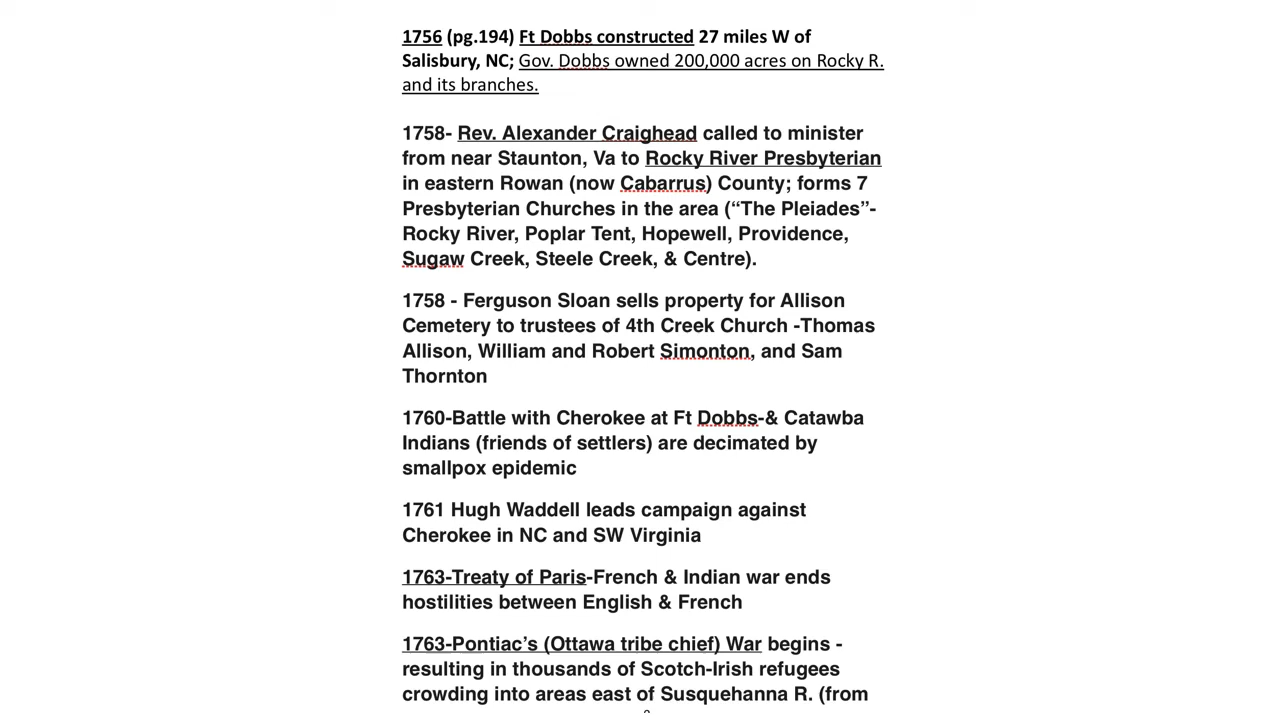 1756 (pg.194) Ft Dobbs constructed 27 miles W of
Salisbury, NC; Gov. Dobbs owned 200,000 acres on Rocky R.
and its branches.
1758- Rev. Alexander Craighead called to minister
from near Staunton, Va to Rocky River Presbyterian
in eastern Rowan (now Cabarrus) County; forms 7
Presbyterian Churches in the area (“The Pleiades”-
Rocky River, Poplar Tent, Hopewell, Providence,
Sugaw Creek, Steele Creek, & Centre).
1758 - Ferguson Sloan sells property for Allison
Cemetery to trustees of 4th Creek Church -Thomas
Allison, William and Robert Simonton, and Sam
Thornton
1760-Battle with Cherokee at Ft Dobbs-& Catawba
Indians (friends of settlers) are decimated by
smallpox epidemic
1761 Hugh Waddell leads campaign against
Cherokee in NC and SW Virginia
1763-Treaty of Paris-French & Indian war ends
hostilities between English & French
1763-Pontiac’s (Ottawa tribe chief) War begins -
resulting in thousands of Scotch-Irish refugees
crowding into areas east of Susquehanna R. (from